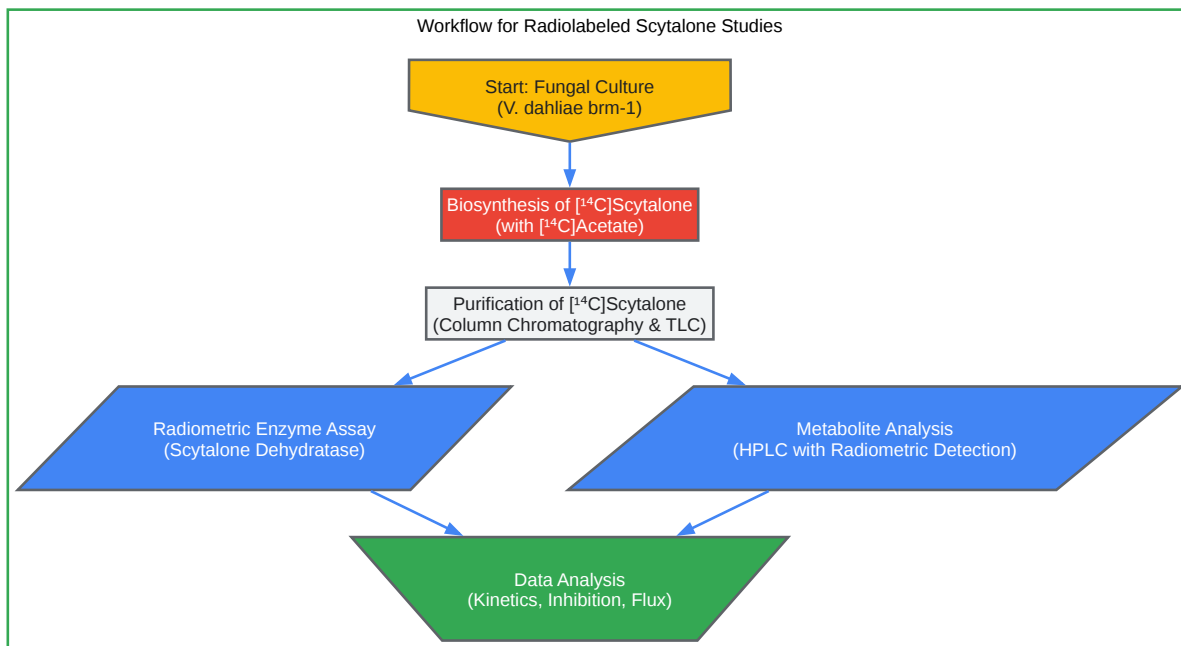 Workflow for Radiolabeled Scytalone Studies
Start: Fungal Culture
(V. dahliae brm-1)
Biosynthesis of [¹⁴C]Scytalone
(with [¹⁴C]Acetate)
Purification of [¹⁴C]Scytalone
(Column Chromatography & TLC)
Radiometric Enzyme Assay
(Scytalone Dehydratase)
Metabolite Analysis
(HPLC with Radiometric Detection)
Data Analysis
(Kinetics, Inhibition, Flux)